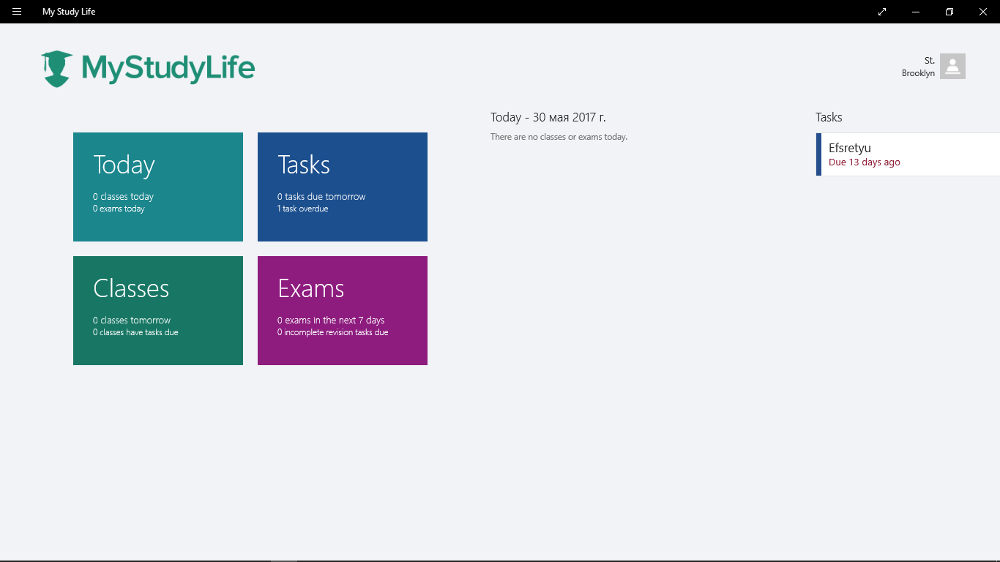 My Study Life
MyStudyLife
St.
Brooklyn
Today
0 classes today
0 exams today
Tasks
0 tasks due tomorrow
1 task overdue
Classes
0 classes tomorrow
0 classes have tasks due
Exams
0 exams in the next 7 days
0 incomplete revision tasks due
Today - 30 мая 2017 г.
There are no classes or exams today.
Tasks
Efsretyu
Due 13 days ago